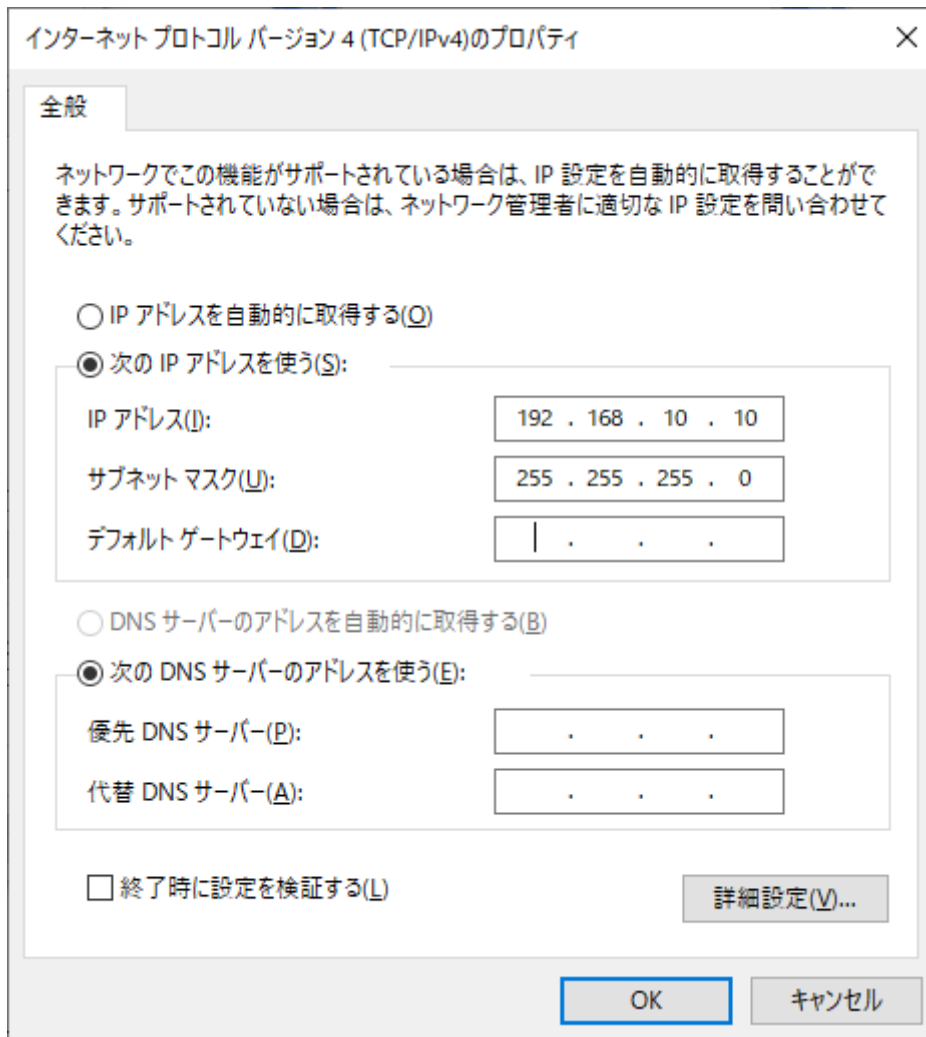 インターネット プロトコル バージョン 4 (TCP/IPv4)のプロパティ
全般
ネットワークでこの機能がサポートされている場合は、IP 設定を自動的に取得することがで
きます。サポートされていない場合は、ネットワーク管理者に適切な IP 設定を問い合わせて
ください。
IP アドレスを自動的に取得する(O)
次の IP アドレスを使う(S):
IP アドレス(I): 192 . 168 . 10 . 10
サブネット マスク(U): 255 . 255 . 255 . 0
デフォルト ゲートウェイ(D): . . .
DNS サーバーのアドレスを自動的に取得する(B)
次の DNS サーバーのアドレスを使う(E):
優先 DNS サーバー(P): . . .
代替 DNS サーバー(A): . . .
終了時に設定を検証する(L)
詳細設定(V)...
OK キャンセル